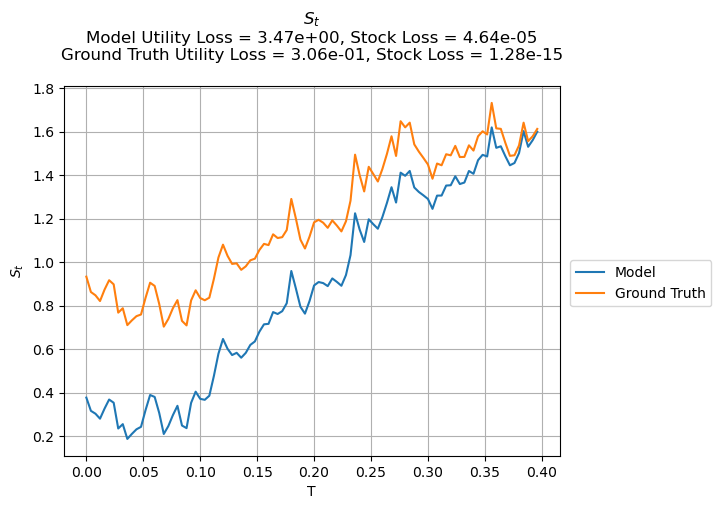 S_t
Model Utility Loss = 3.47e+00, Stock Loss = 4.64e-05
Ground Truth Utility Loss = 3.06e-01, Stock Loss = 1.28e-15
1.8
1.6
1.4
1.2
1.0
0.8
0.6
0.4
0.2
S_t
0.00 0.05 0.10 0.15 0.20 0.25 0.30 0.35 0.40
T
Model
Ground Truth